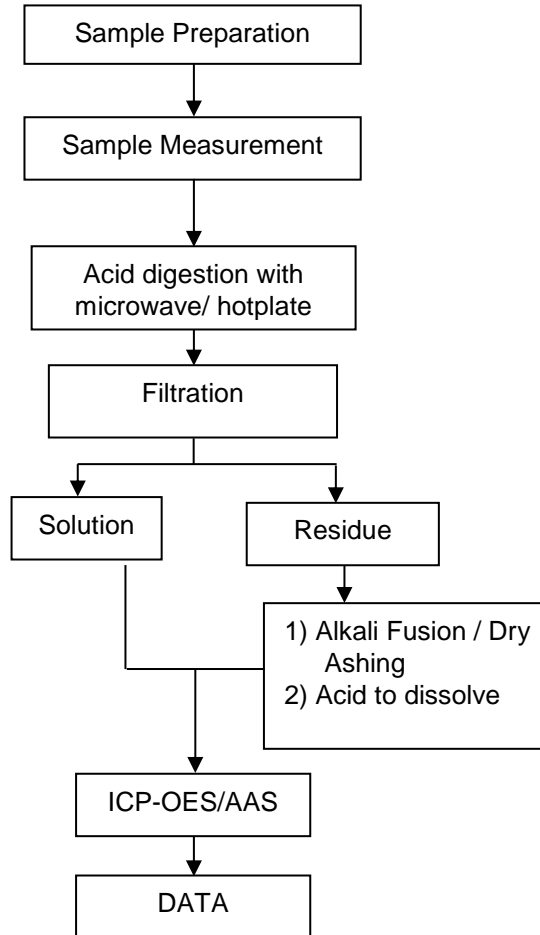 Sample Preparation
Sample Measurement
Acid digestion with
microwave/ hotplate
Filtration
Solution
Residue
1) Alkali Fusion / Dry
Ashing
2) Acid to dissolve
ICP-OES/AAS
DATA